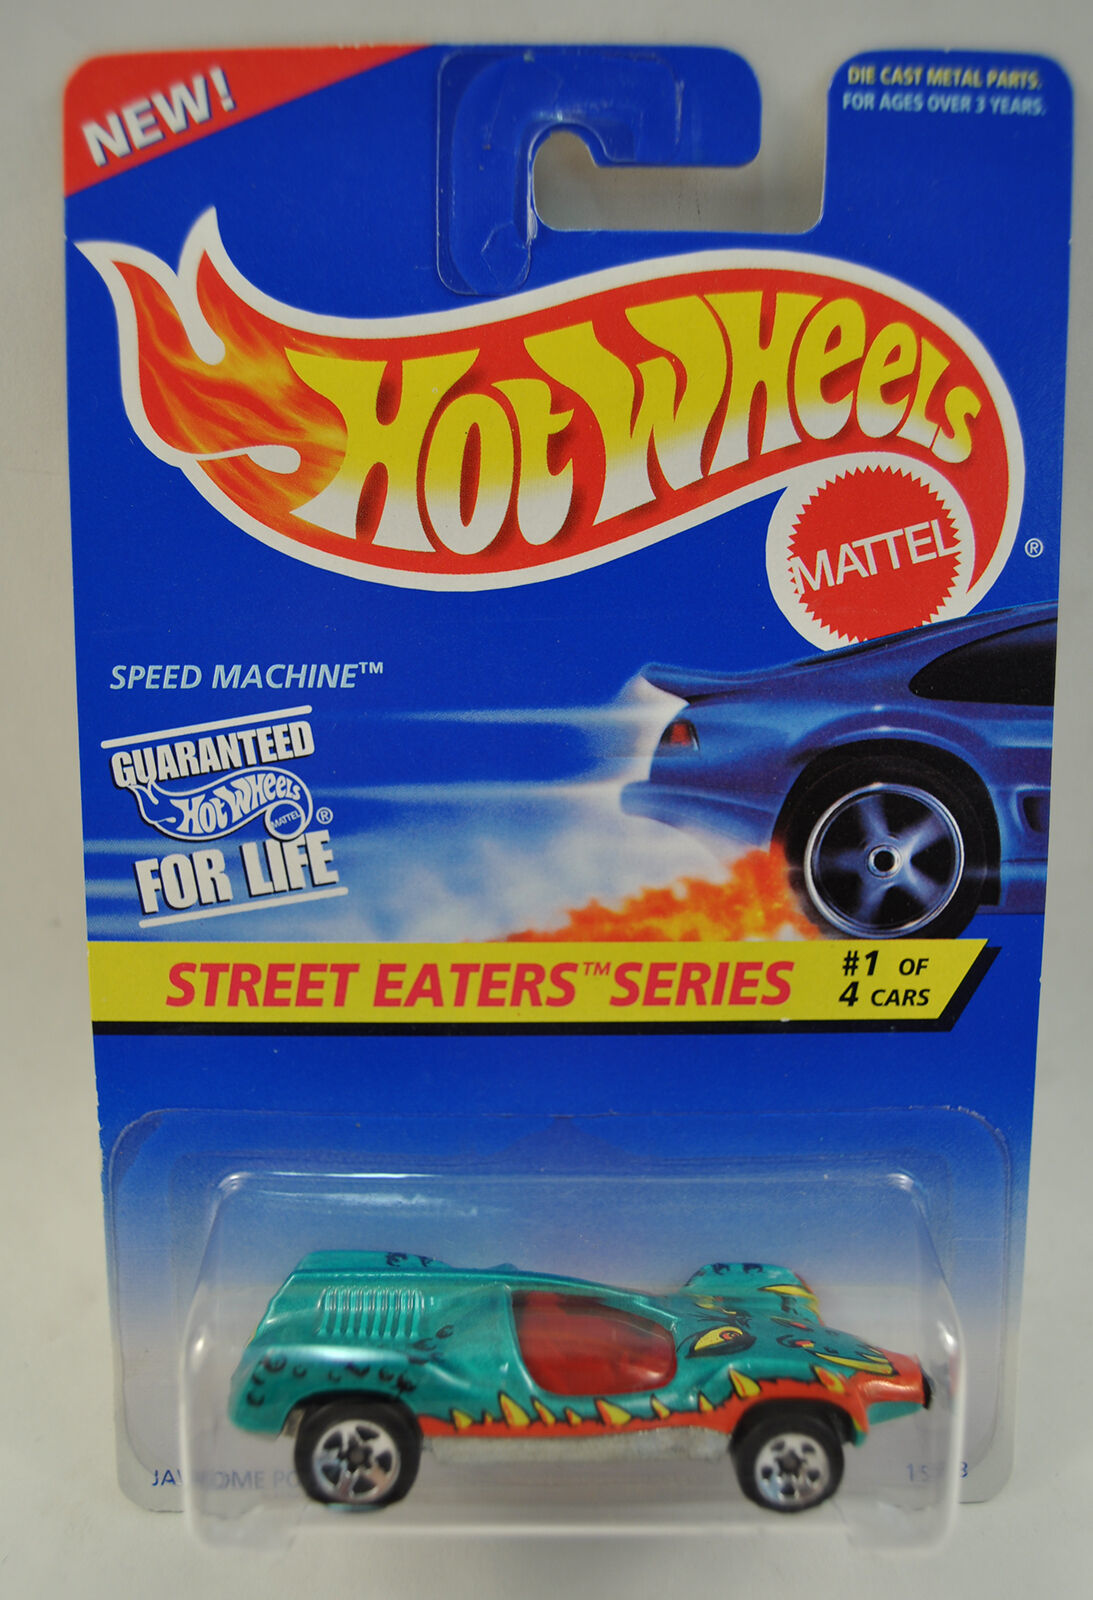 NEW!
DIE CAST METAL PARTS.
FOR AGES OVER 3 YEARS.
HOT WHEELS
MATTEL
®
SPEED MACHINE™
GUARANTEED
HOT WHEELS
MATTEL
®
FOR LIFE
STREET EATERS™ SERIES
#1 OF
4 CARS